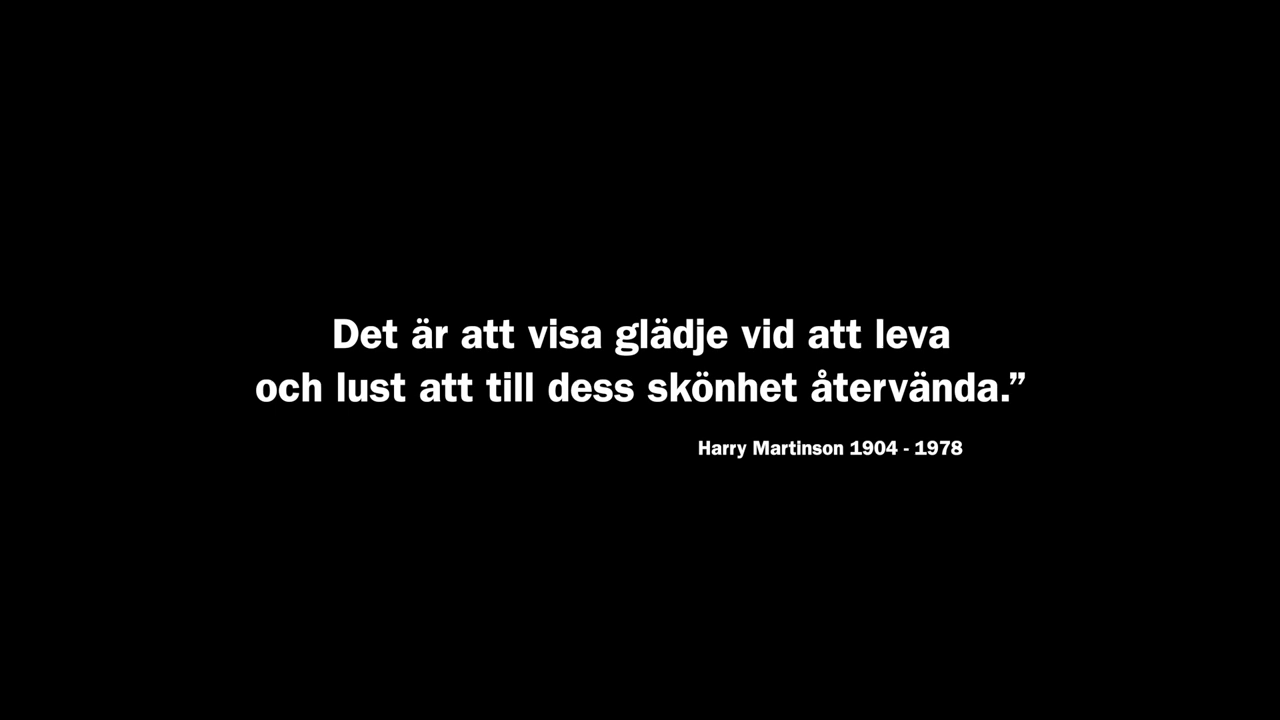 Det är att visa glädje vid att leva
och lust att till dess skönhet återvända.”
Harry Martinson 1904 - 1978